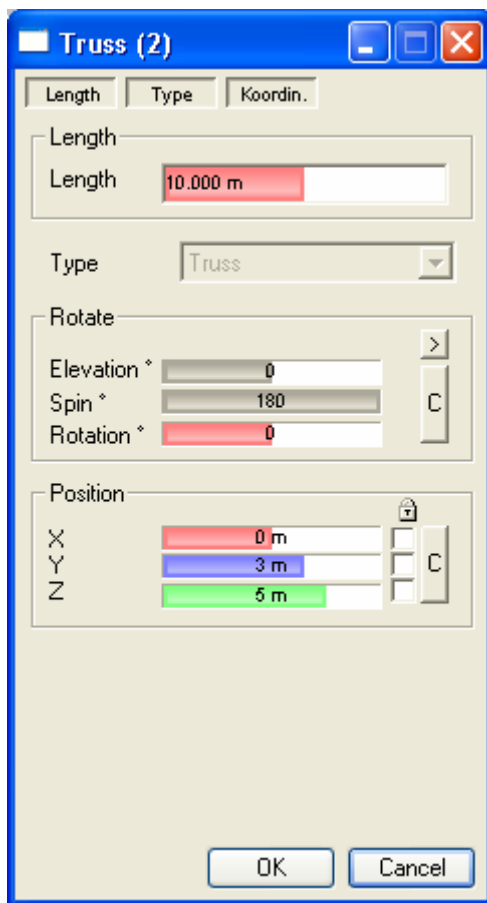 Truss (2)
Length Type Koordin.
Length
Length 10.000 m
Type Truss
Rotate
>
Elevation ° 0
Spin ° 180
C
Rotation ° 0
Position
X 0 m
Y 3 m
C
Z 5 m
OK Cancel